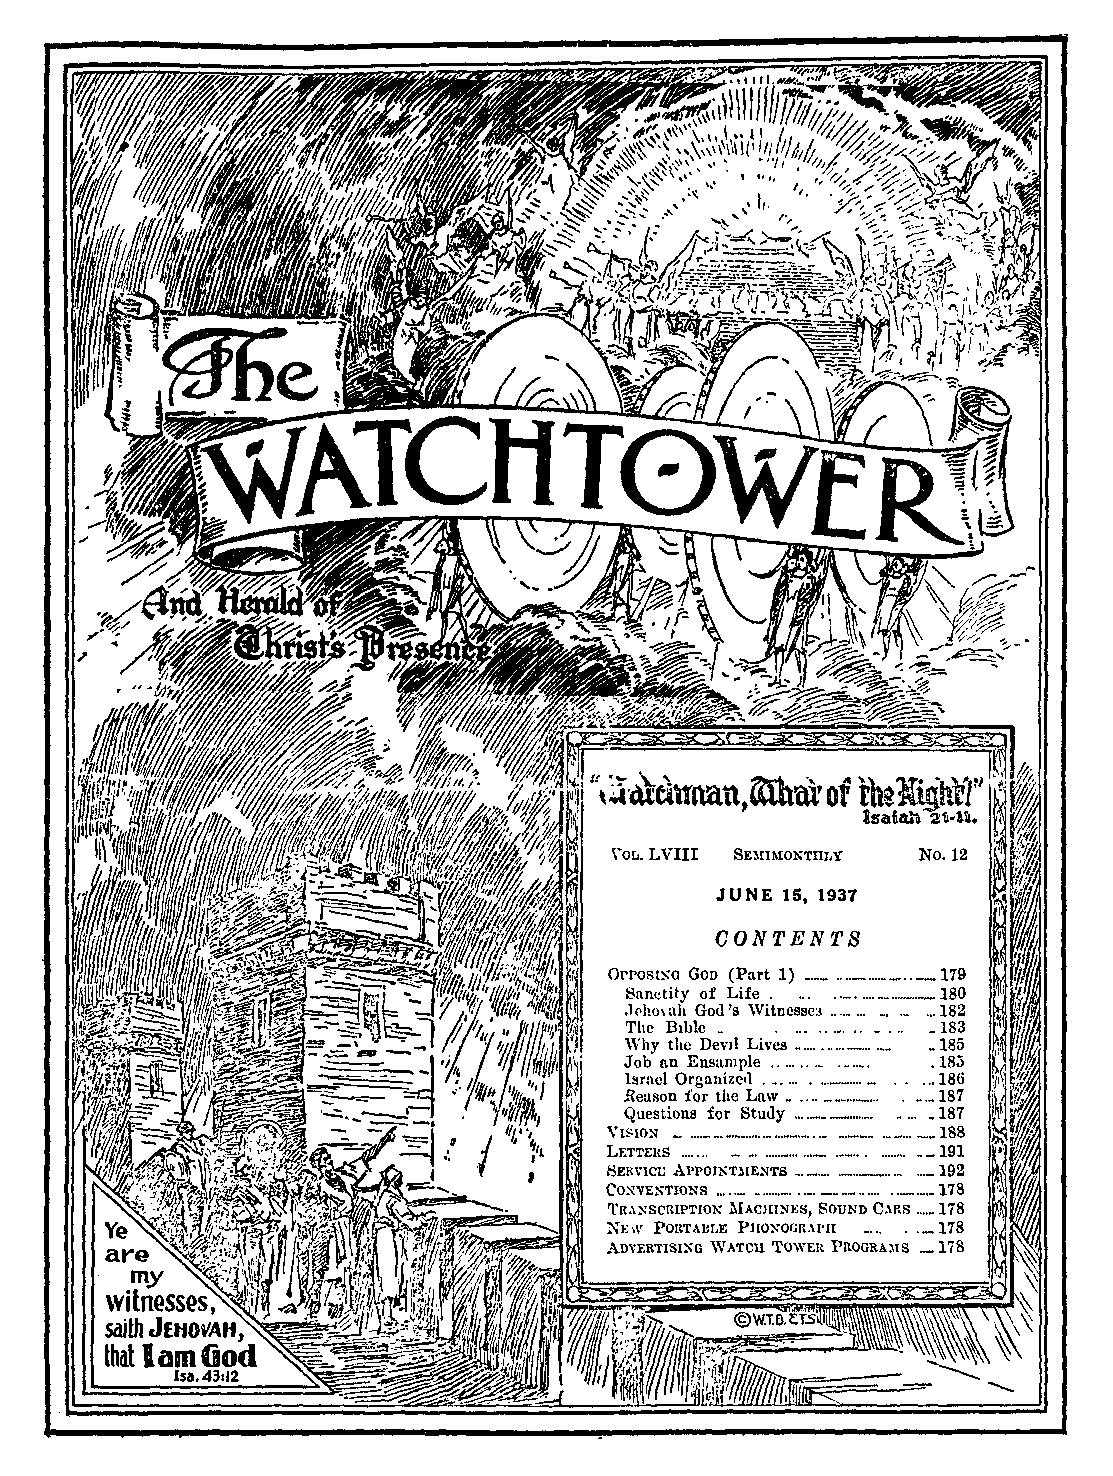 The
WATCHTOWER
And Herald of
Christ's Presence
"Watchman, What of the Night?"
Isaiah 21-11.
VOL. LVIII SEMIMONTHLY No. 12
JUNE 15, 1937
CONTENTS
OPPOSING GOD (Part 1) 179
Sanctity of Life 180
Jehovah God's Witnesses 182
The Bible 183
Why the Devil Lives 185
Job an Ensample 185
Israel Organized 186
Reason for the Law 187
Questions for Study 187
VISION 188
LETTERS 191
SERVICE APPOINTMENTS 192
CONVENTIONS 178
TRANSCRIPTION MACHINES, SOUND CARS 178
NEW PORTABLE PHONOGRAPH 178
ADVERTISING WATCH TOWER PROGRAMS 178
©W.T.B.&T.S.
Ye
are
my
witnesses,
saith JEHOVAH,
that I am God
Isa. 43:12